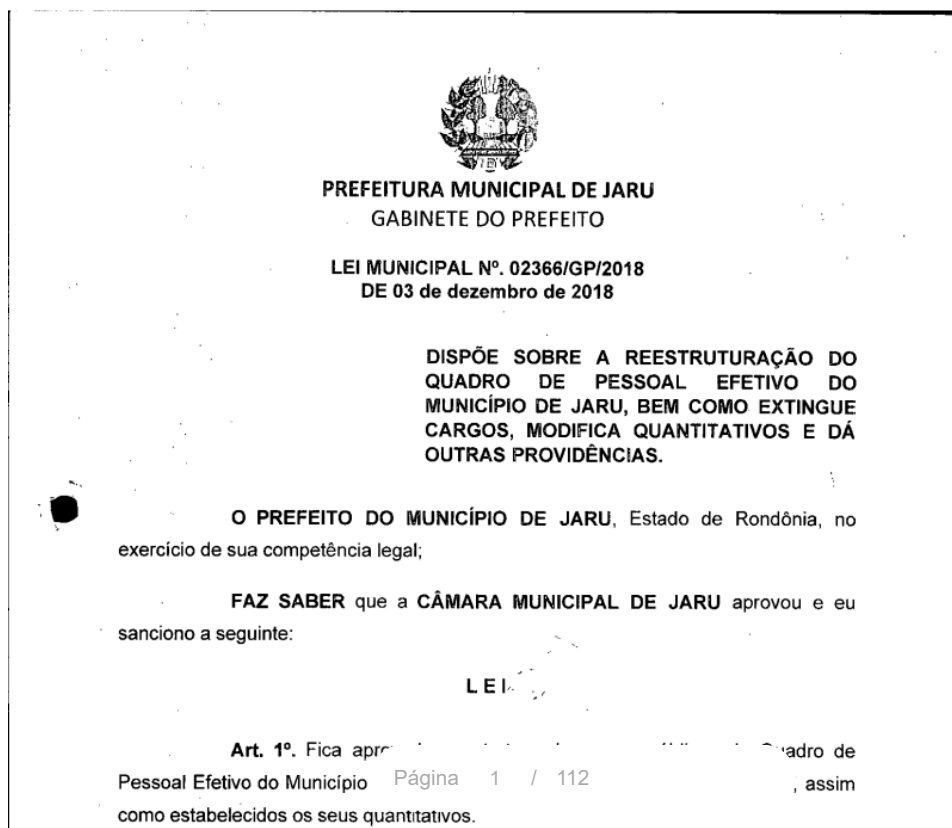 PREFEITURA MUNICIPAL DE JARU
GABINETE DO PREFEITO
LEI MUNICIPAL Nº. 02366/GP/2018
DE 03 de dezembro de 2018
DISPÕE SOBRE A REESTRUTURAÇÃO DO
QUADRO DE PESSOAL EFETIVO DO
MUNICÍPIO DE JARU, BEM COMO EXTINGUE
CARGOS, MODIFICA QUANTITATIVOS E DÁ
OUTRAS PROVIDÊNCIAS.
O PREFEITO DO MUNICÍPIO DE JARU, Estado de Rondônia, no
exercício de sua competência legal;
FAZ SABER que a CÂMARA MUNICIPAL DE JARU aprovou e eu
sanciono a seguinte:
L E I
Art. 1º. Fica Quadro de
Pessoal Efetivo do Município , assim
Página 1 / 112
como estabelecidos os seus quantitativos.